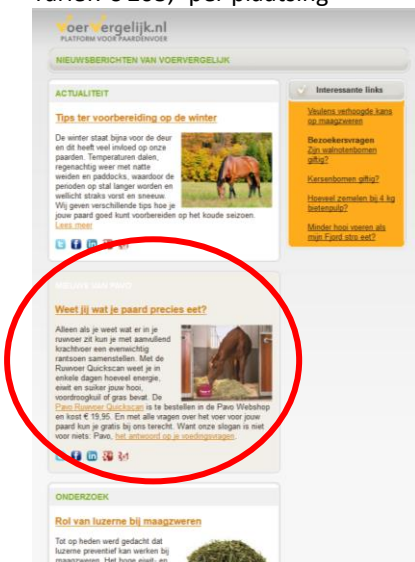 voer vergelijk.nl
PLATFORM VOOR PAARDENVOER
NIEUWSBERICHTEN VAN VOERVERGELIJK
ACTUALITEIT
Tips ter voorbereiding op de winter
De winter staat bijna voor de deur
en dit heeft veel invloed op onze
paarden. Temperaturen dalen,
regenachtig weer met natte
weiden en paddocks, waardoor de
perioden op stal langer worden en
wellicht straks vorst en sneeuw.
Wij geven verschillende tips hoe je
jouw paard goed kunt voorbereiden op het koude seizoen.
Lees meer
NIEUWS VAN PAVO
Weet jij wat je paard precies eet?
Alleen als je weet wat er in je
ruwvoer zit kun je met aanvullend
krachtvoer een evenwichtig
rantsoen samenstellen. Met de
Ruwvoer Quickscan weet je in
enkele dagen hoeveel energie,
eiwit en suiker jouw hooi,
voordroogkuil of gras bevat. De
Pavo Ruwvoer Quickscan is te bestellen in de Pavo Webshop
en kost € 19,95. En met alle vragen over het voer voor jouw
paard kun je gratis bij ons terecht. Want onze slogan is niet
voor niets: Pavo, het antwoord op je voedingsvragen.
ONDERZOEK
Rol van luzerne bij maagzweren
Tot op heden werd gedacht dat
luzerne preventief kan werken bij
maagzweren. Het hoge eiwit- en
Interessante links
Veulens verhoogde kans
op maagzweren
Bezoekersvragen
Zijn walnotenbomen
giftig?
Kersenbomen giftig?
Hoeveel zemelen bij 4 kg
bietenpulp?
Minder hooi voeren als
mijn Fjord stro eet?